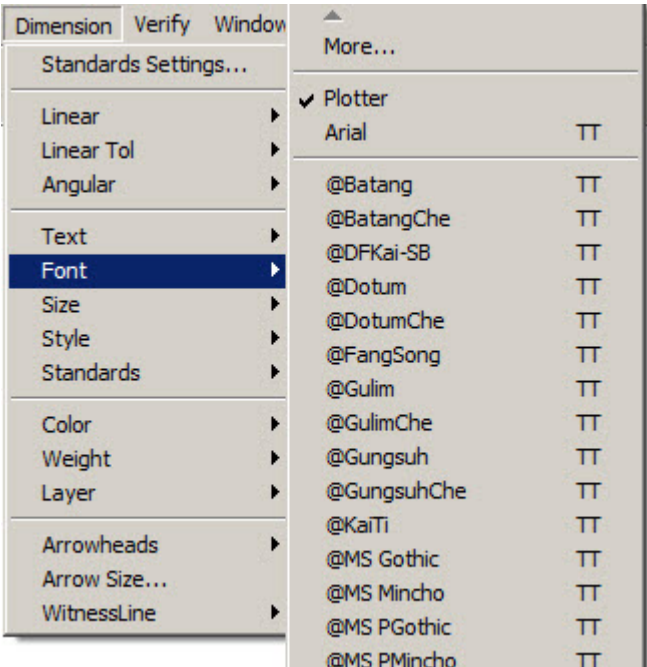 Dimension Verify Window
Standards Settings...
Linear
Linear Tol
Angular
Text
Font
Size
Style
Standards
Color
Weight
Layer
Arrowheads
Arrow Size...
WitnessLine
More...
Plotter
Arial TT
@Batang TT
@BatangChe TT
@DFKai-SB TT
@Dotum TT
@DotumChe TT
@FangSong TT
@Gulim TT
@GulimChe TT
@Gungsuh TT
@GungsuhChe TT
@KaiTi TT
@MS Gothic TT
@MS Mincho TT
@MS PGothic TT
@MS PMincho TT